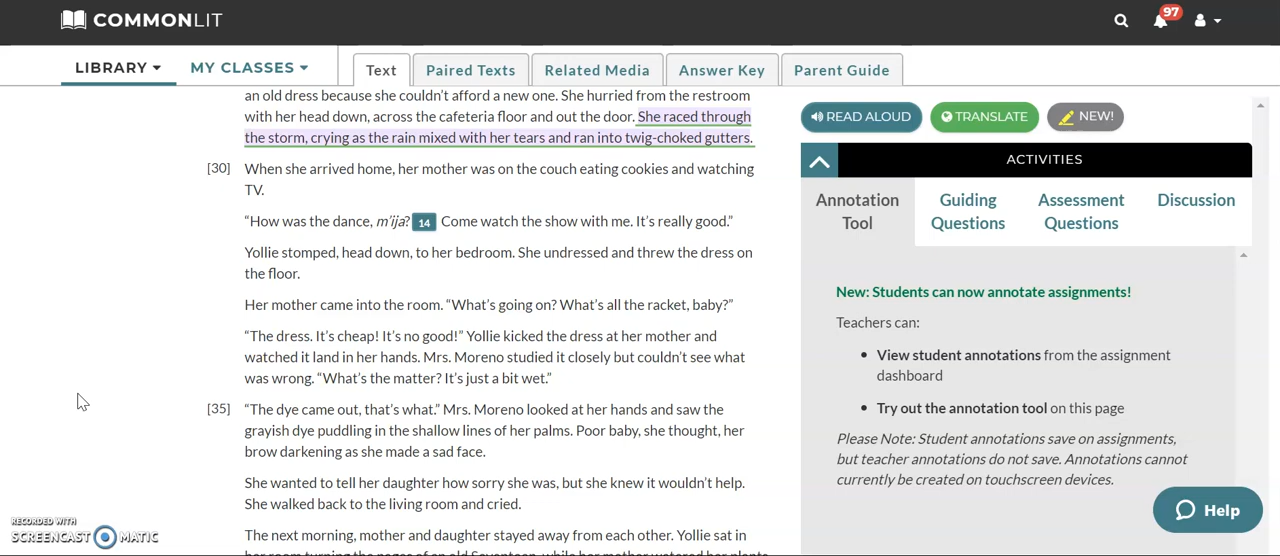 COMMONLIT
97
LIBRARY
MY CLASSES
Text
Paired Texts
Related Media
Answer Key
Parent Guide
an old dress because she couldn't afford a new one. She hurried from the restroom
with her head down, across the cafeteria floor and out the door. She raced through
the storm, crying as the rain mixed with her tears and ran into twig-choked gutters.
[30] When she arrived home, her mother was on the couch eating cookies and watching
TV.
“How was the dance, m'ija? 14 Come watch the show with me. It's really good.”
Yollie stomped, head down, to her bedroom. She undressed and threw the dress on
the floor.
Her mother came into the room. “What's going on? What's all the racket, baby?”
“The dress. It's cheap! It's no good!” Yollie kicked the dress at her mother and
watched it land in her hands. Mrs. Moreno studied it closely but couldn't see what
was wrong. “What's the matter? It's just a bit wet.”
[35] “The dye came out, that's what.” Mrs. Moreno looked at her hands and saw the
grayish dye puddling in the shallow lines of her palms. Poor baby, she thought, her
brow darkening as she made a sad face.
She wanted to tell her daughter how sorry she was, but she knew it wouldn't help.
She walked back to the living room and cried.
The next morning, mother and daughter stayed away from each other. Yollie sat in
her room turning the pages of an old Seventeen, while her mother watered her plants
READ ALOUD
TRANSLATE
NEW!
ACTIVITIES
Annotation
Tool
Guiding
Questions
Assessment
Questions
Discussion
New: Students can now annotate assignments!
Teachers can:
• View student annotations from the assignment
dashboard
• Try out the annotation tool on this page
Please Note: Student annotations save on assignments,
but teacher annotations do not save. Annotations cannot
currently be created on touchscreen devices.
Help
RECORDED WITH
SCREENCAST MATIC